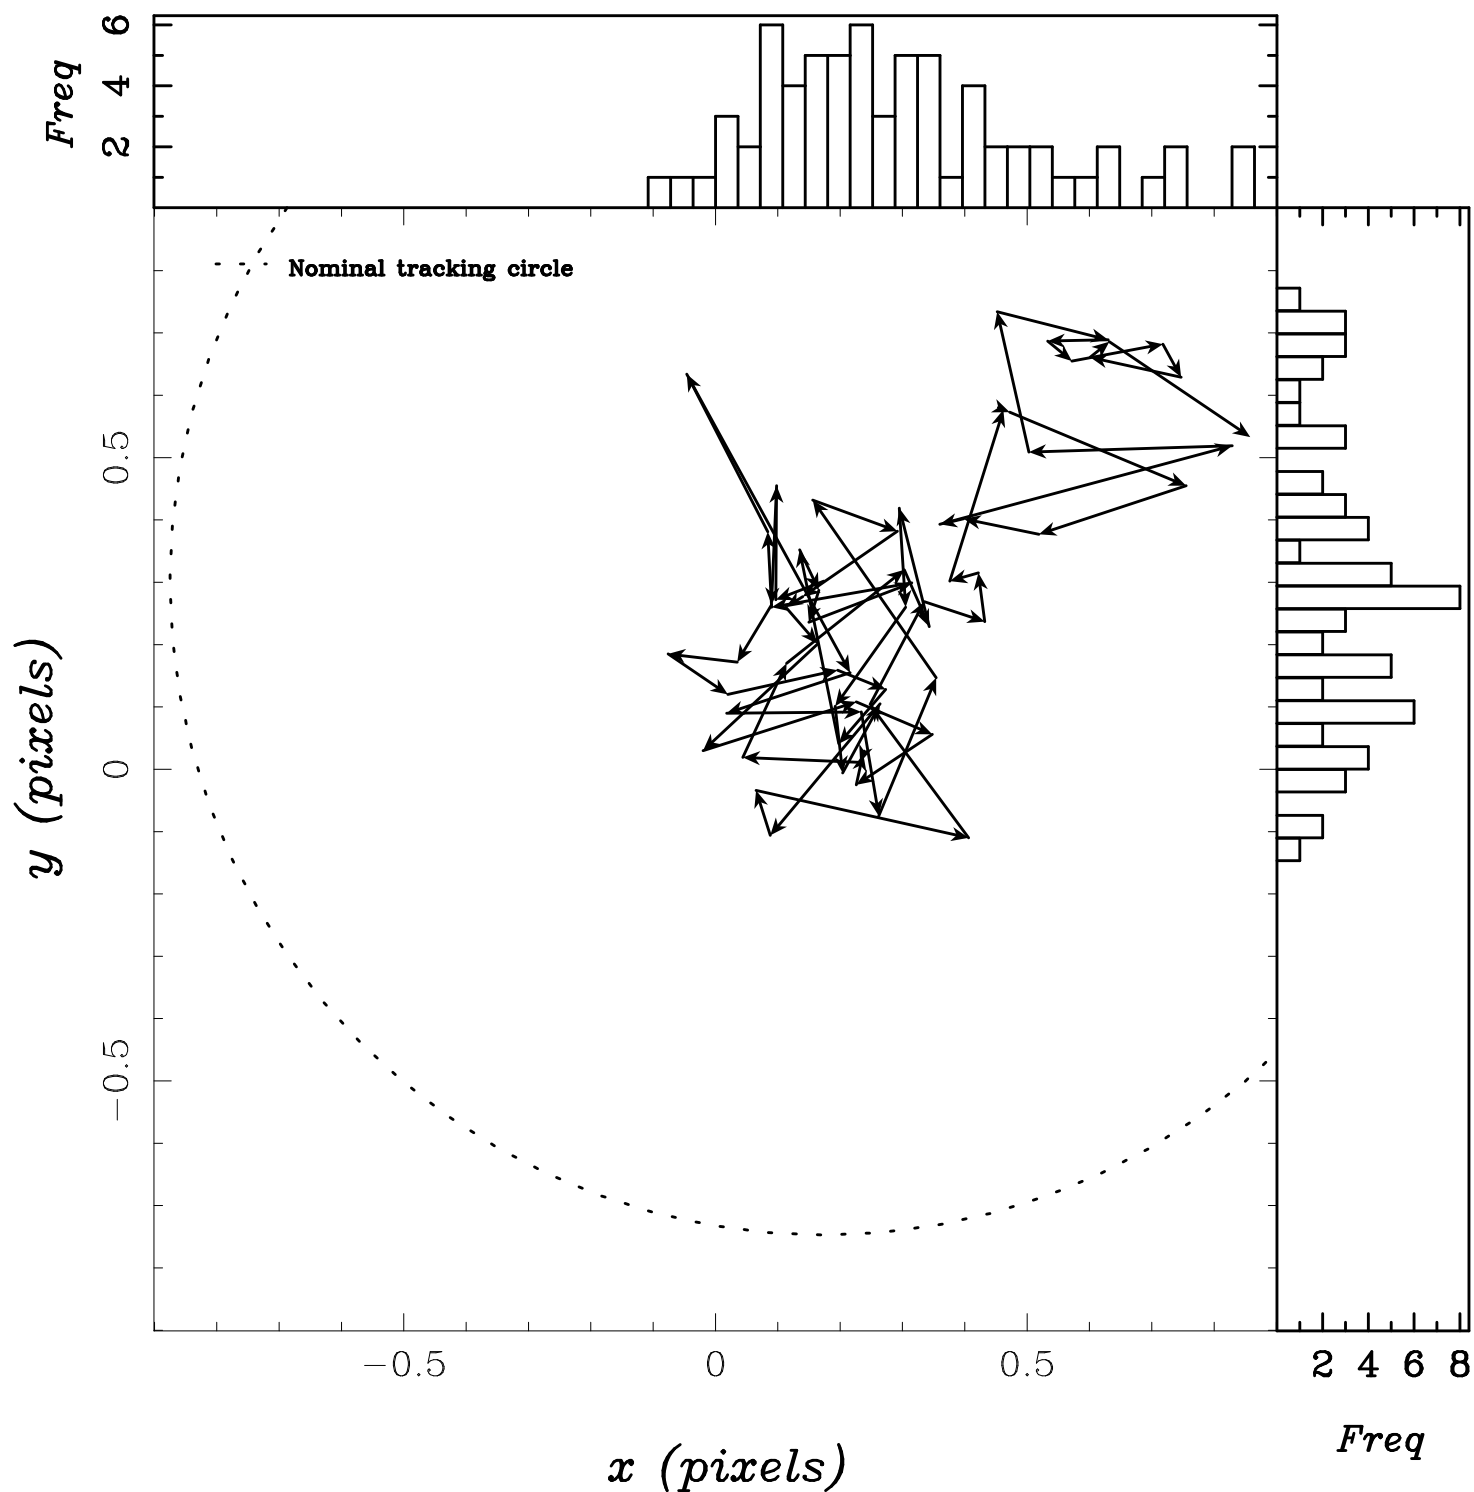 Freq
2 4 6
Nominal tracking circle
y (pixels)
0.5
0
−0.5
−0.5 0 0.5
2 4 6 8
Freq
x (pixels)